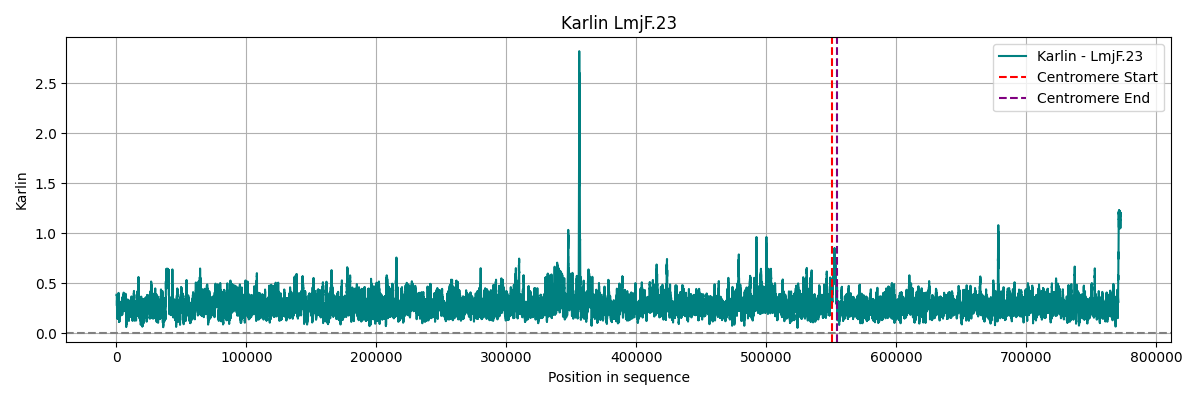 Karlin LmjF.23
Karlin - LmjF.23
Centromere Start
Centromere End
Karlin
2.5
2.0
1.5
1.0
0.5
0.0
0 100000 200000 300000 400000 500000 600000 700000 800000
Position in sequence